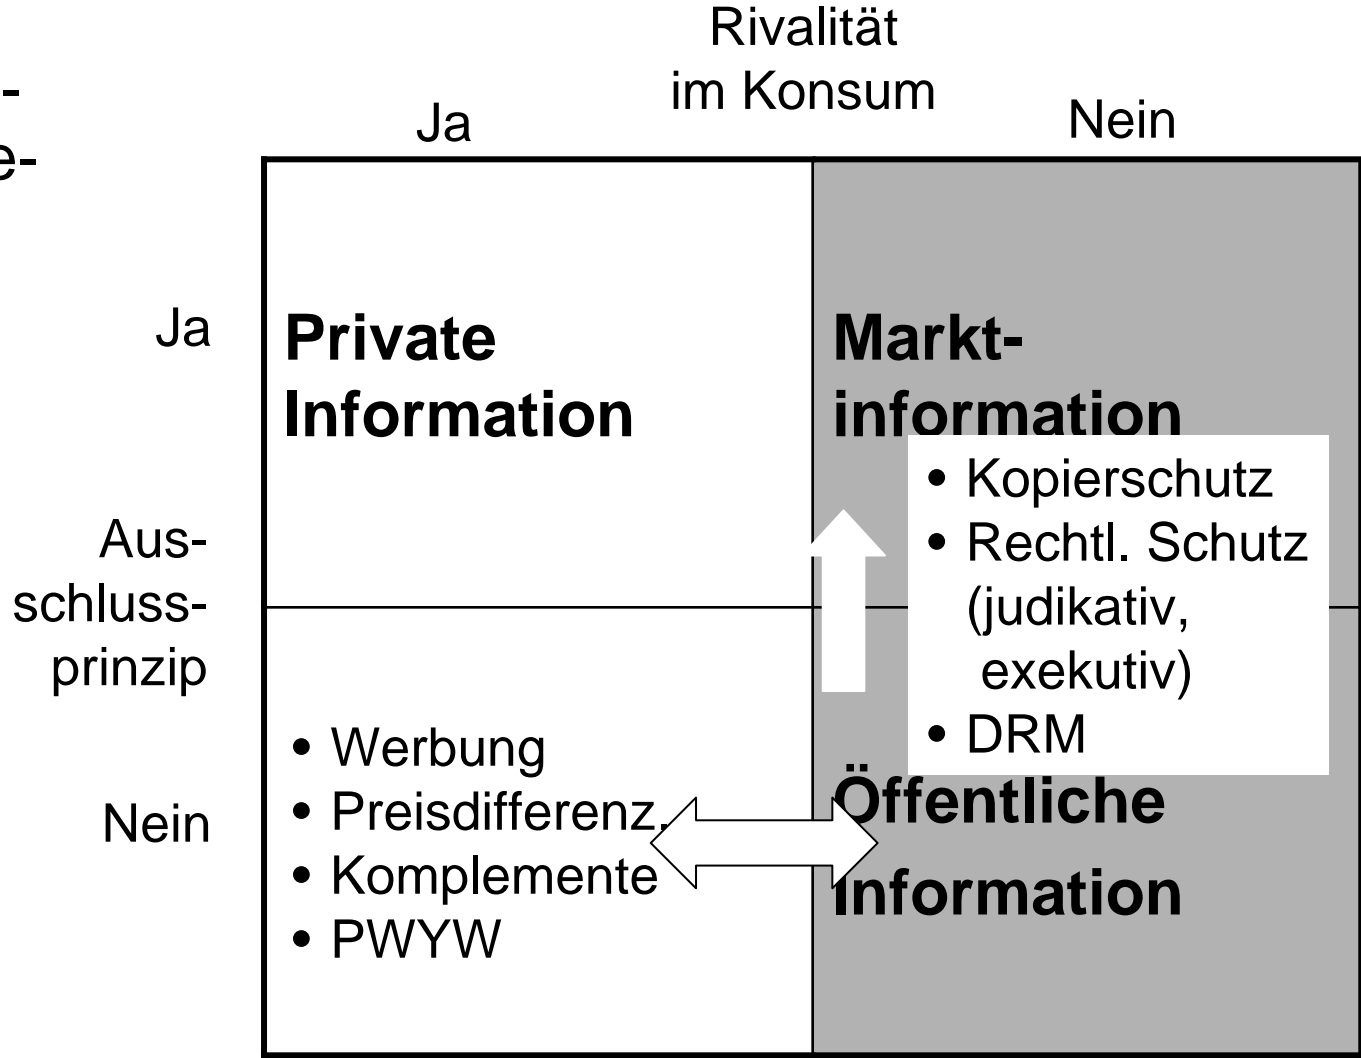 Rivalität
im Konsum
-
e-
Ja
Nein
Ja
Private
Information
Markt-
information
• Kopierschutz
• Rechtl. Schutz
(judikativ,
exekutiv)
• DRM
Aus-
schluss-
prinzip
Nein
• Werbung
• Preisdifferenz.
• Komplemente
• PWYW
Öffentliche
Information